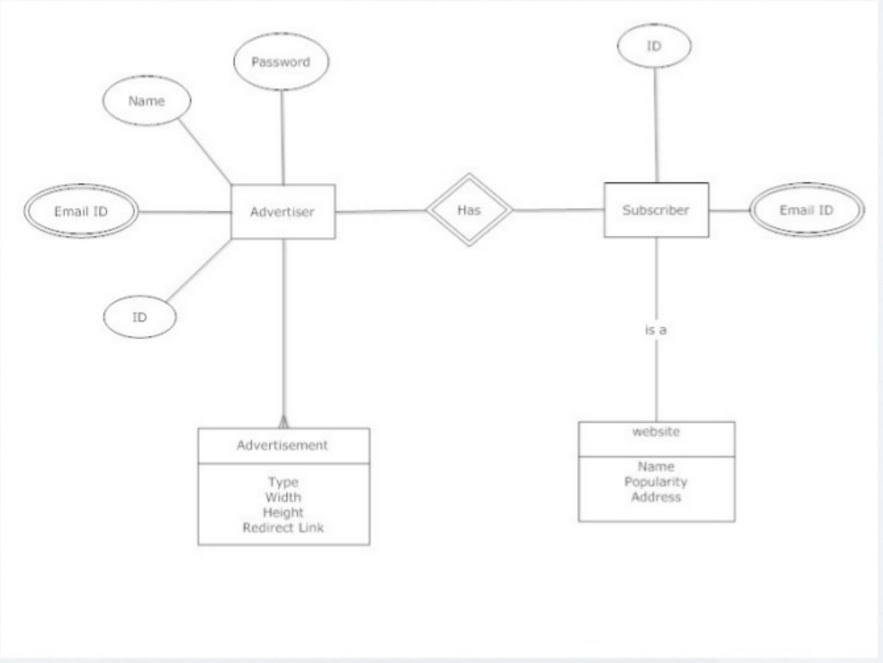 ID
Password
Name
Email ID
Advertiser
Has
Subscriber
Email ID
ID
is a
Advertisement
Type
Width
Height
Redirect Link
website
Name
Popularity
Address